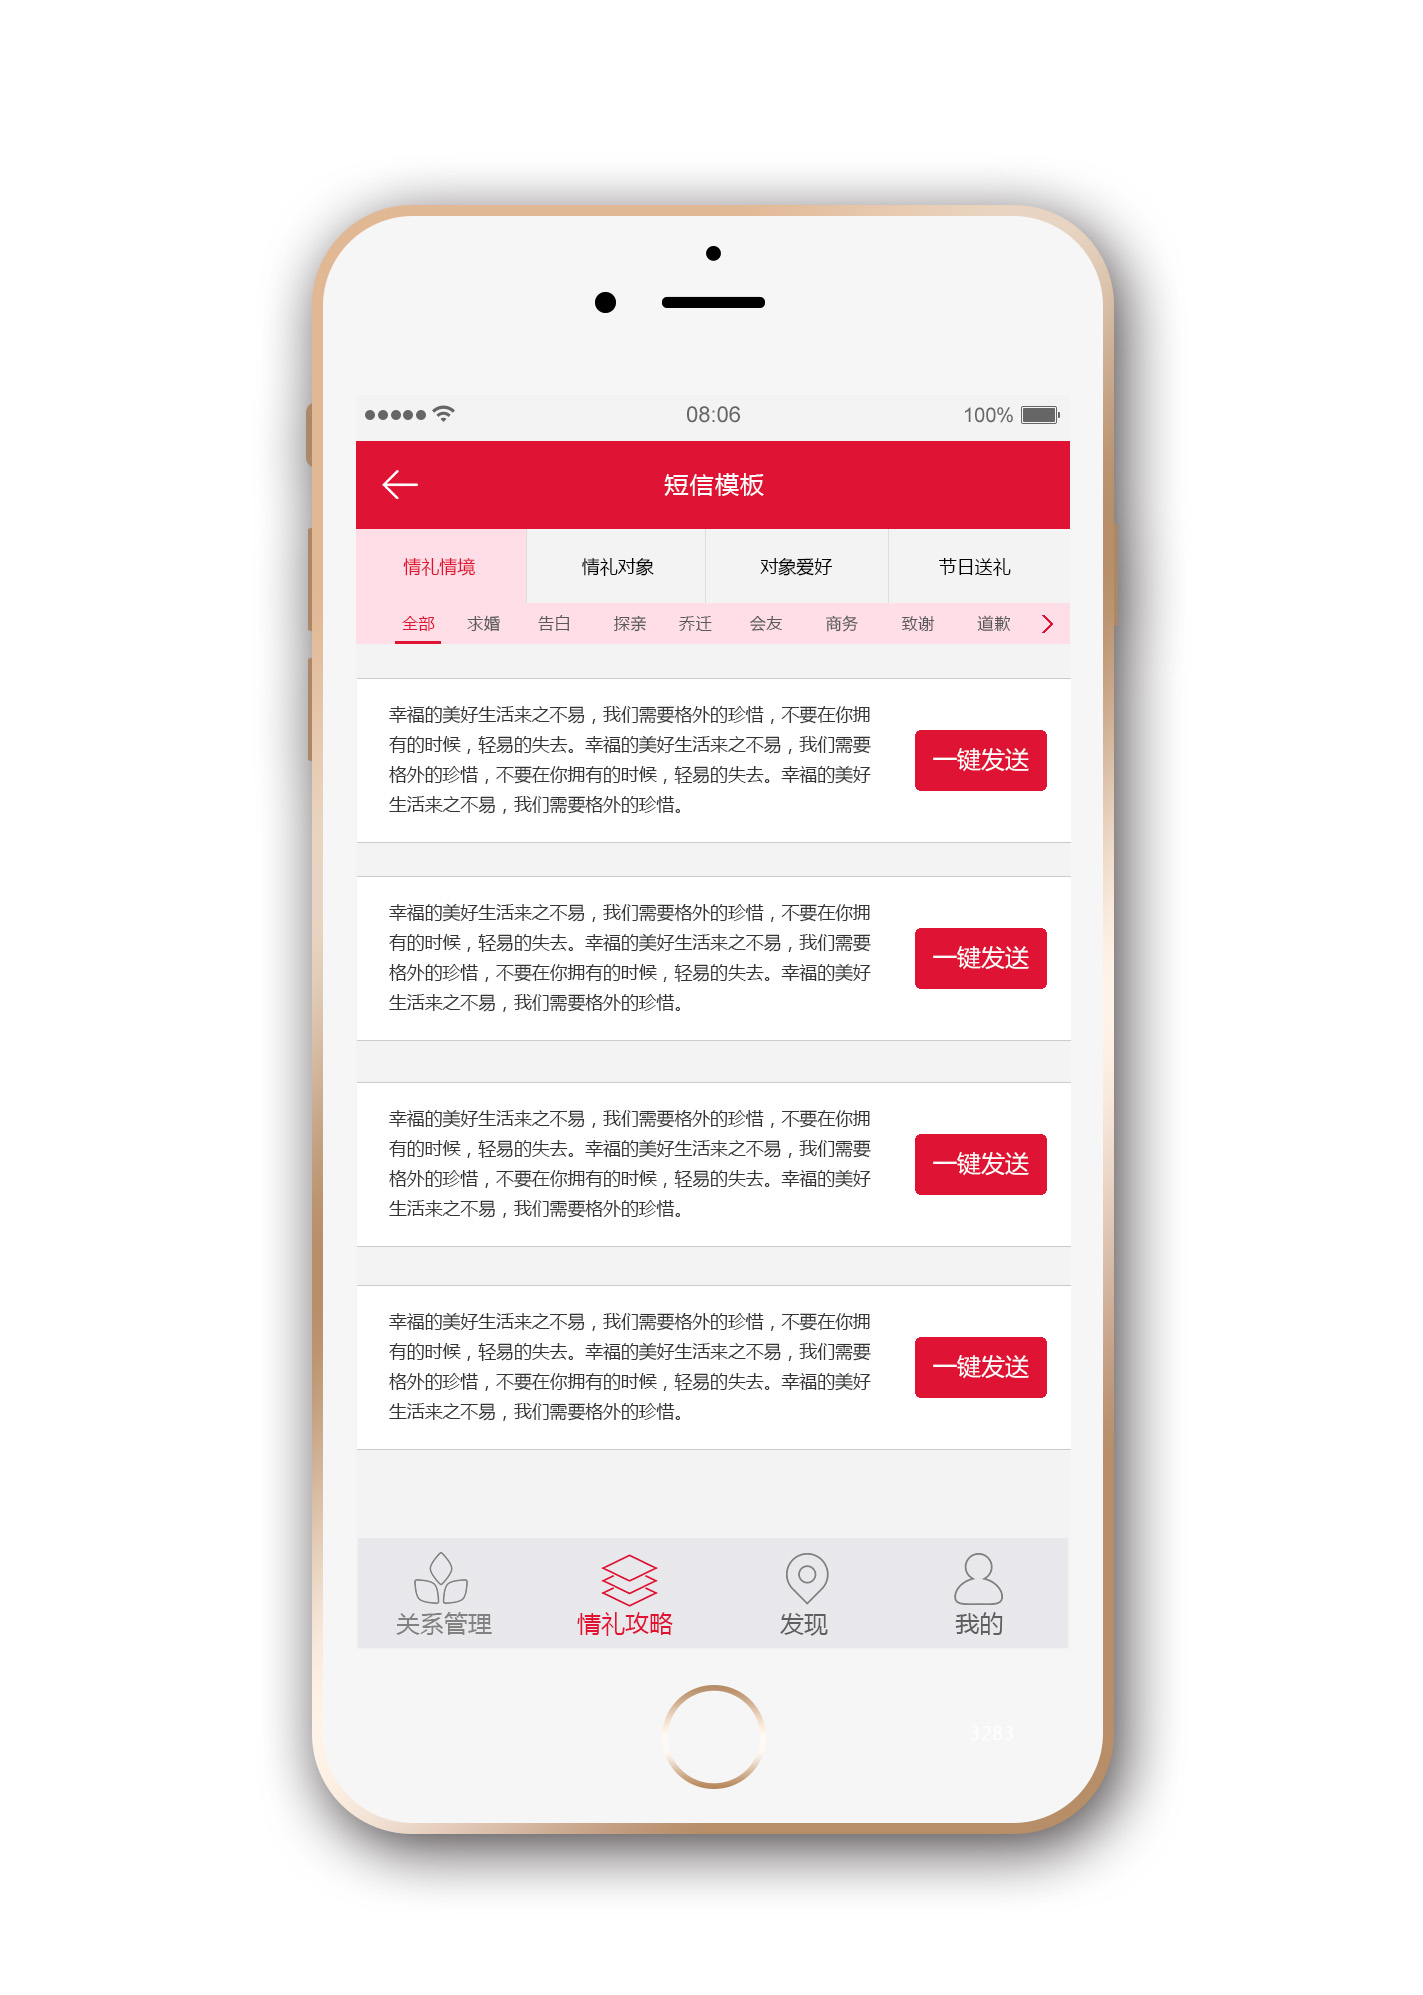 08:06
100%
短信模板
情礼情境 情礼对象 对象爱好 节日送礼
全部 求婚 告白 探亲 乔迁 会友 商务 致谢 道歉
幸福的美好生活来之不易，我们需要格外的珍惜，不要在你拥
有的时候，轻易的失去。幸福的美好生活来之不易，我们需要
格外的珍惜，不要在你拥有的时候，轻易的失去。幸福的美好
生活来之不易，我们需要格外的珍惜。
一键发送
幸福的美好生活来之不易，我们需要格外的珍惜，不要在你拥
有的时候，轻易的失去。幸福的美好生活来之不易，我们需要
格外的珍惜，不要在你拥有的时候，轻易的失去。幸福的美好
生活来之不易，我们需要格外的珍惜。
一键发送
幸福的美好生活来之不易，我们需要格外的珍惜，不要在你拥
有的时候，轻易的失去。幸福的美好生活来之不易，我们需要
格外的珍惜，不要在你拥有的时候，轻易的失去。幸福的美好
生活来之不易，我们需要格外的珍惜。
一键发送
幸福的美好生活来之不易，我们需要格外的珍惜，不要在你拥
有的时候，轻易的失去。幸福的美好生活来之不易，我们需要
格外的珍惜，不要在你拥有的时候，轻易的失去。幸福的美好
生活来之不易，我们需要格外的珍惜。
一键发送
关系管理 情礼攻略 发现 我的
3283